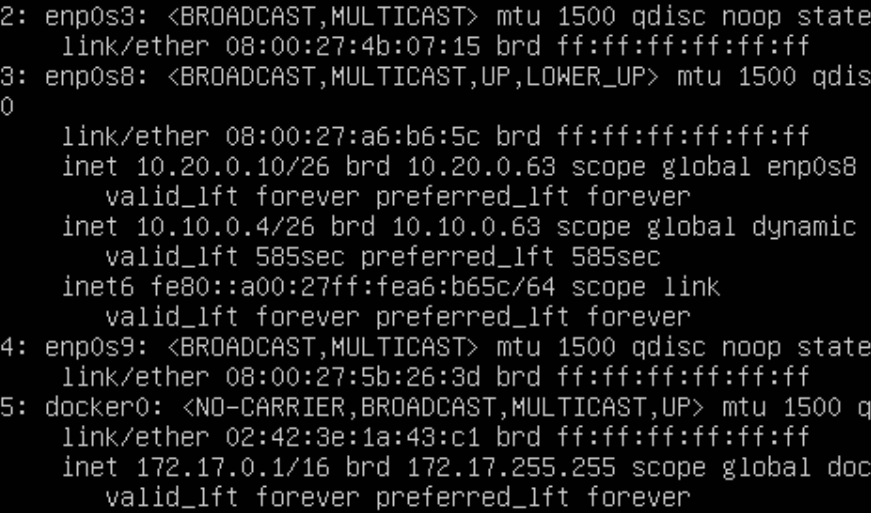 2: enp0s3: <BROADCAST,MULTICAST> mtu 1500 qdisc noop state
link/ether 08:00:27:4b:07:15 brd ff:ff:ff:ff:ff:ff
3: enp0s8: <BROADCAST,MULTICAST,UP,LOWER_UP> mtu 1500 qdis
0
link/ether 08:00:27:a6:b6:5c brd ff:ff:ff:ff:ff:ff
inet 10.20.0.10/26 brd 10.20.0.63 scope global enp0s8
valid_lft forever preferred_lft forever
inet 10.10.0.4/26 brd 10.10.0.63 scope global dynamic
valid_lft 585sec preferred_lft 585sec
inet6 fe80::a00:27ff:fea6:b65c/64 scope link
valid_lft forever preferred_lft forever
4: enp0s9: <BROADCAST,MULTICAST> mtu 1500 qdisc noop state
link/ether 08:00:27:5b:26:3d brd ff:ff:ff:ff:ff:ff
5: docker0: <NO-CARRIER,BROADCAST,MULTICAST,UP> mtu 1500 q
link/ether 02:42:3e:1a:43:c1 brd ff:ff:ff:ff:ff:ff
inet 172.17.0.1/16 brd 172.17.255.255 scope global doc
valid_lft forever preferred_lft forever